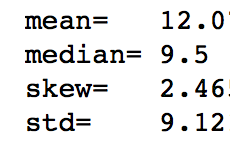 mean= 12.0
median= 9.5
skew= 2.46
std= 9.12